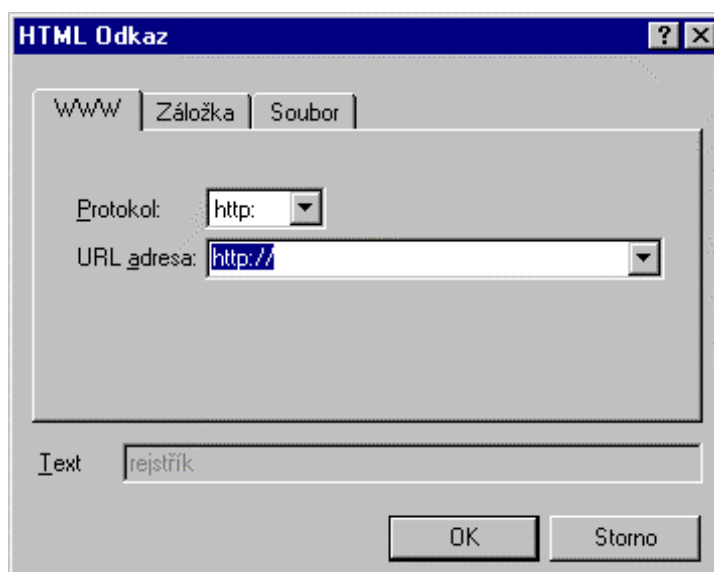 HTML Odkaz
WWW Záložka Soubor
Protokol: http:
URL adresa: http://
Text rejstřík
OK Storno